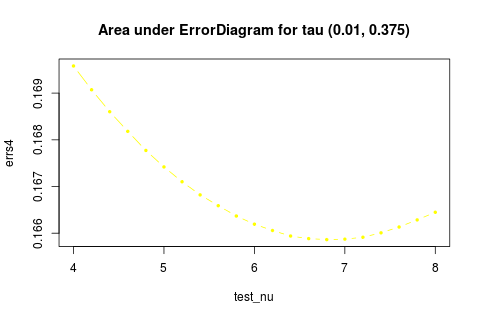 Area under ErrorDiagram for tau (0.01, 0.375)
errs4
0.169
0.168
0.167
0.166
4 5 6 7 8
test_nu